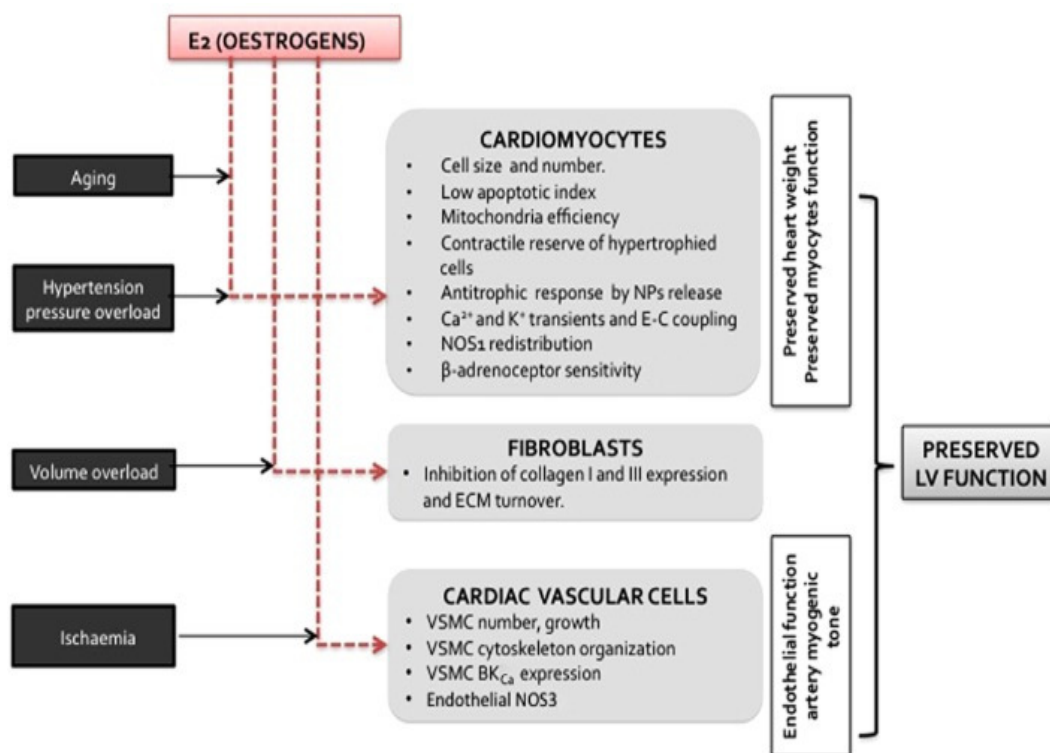 E2 (OESTROGENS)
Aging
Hypertension
pressure overload
Volume overload
Ischaemia
CARDIOMYOCYTES
• Cell size and number.
• Low apoptotic index
• Mitochondria efficiency
• Contractile reserve of hypertrophied
cells
• Antitrophic response by NPs release
• Ca²⁺ and K⁺ transients and E-C coupling
• NOS1 redistribution
• β-adrenoceptor sensitivity
FIBROBLASTS
• Inhibition of collagen I and III expression
and ECM turnover.
CARDIAC VASCULAR CELLS
• VSMC number, growth
• VSMC cytoskeleton organization
• VSMC BKCa expression
• Endothelial NOS3
Preserved heart weight
Preserved myocytes function
Endothelial function
artery myogenic
tone
PRESERVED
LV FUNCTION